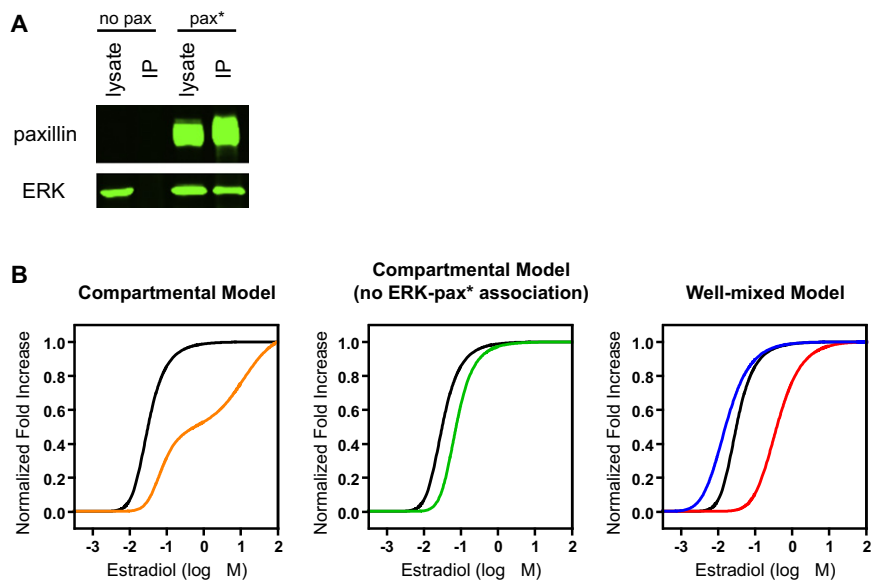 A
no pax
pax*
lysate
IP
lysate
IP
paxillin
ERK
B
Compartmental Model
Compartmental Model
(no ERK-pax* association)
Well-mixed Model
Normalized Fold Increase
1.0
0.8
0.6
0.4
0.2
0.0
-3 -2 -1 0 1 2
Estradiol (log M)
Normalized Fold Increase
1.0
0.8
0.6
0.4
0.2
0.0
-3 -2 -1 0 1 2
Estradiol (log M)
Normalized Fold Increase
1.0
0.8
0.6
0.4
0.2
0.0
-3 -2 -1 0 1 2
Estradiol (log M)